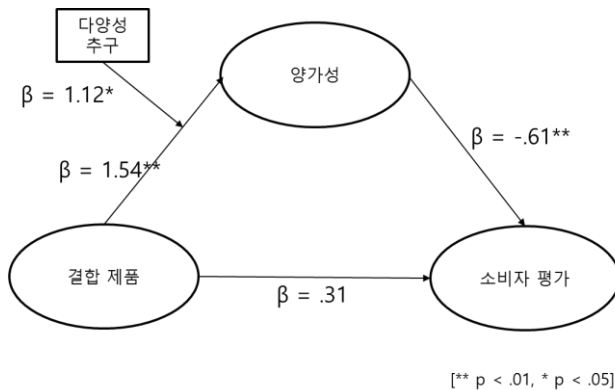 다양성
추구
양가성
β = 1.12*
β = -.61**
β = 1.54**
결합 제품
소비자 평가
β = .31
[** p < .01, * p < .05]